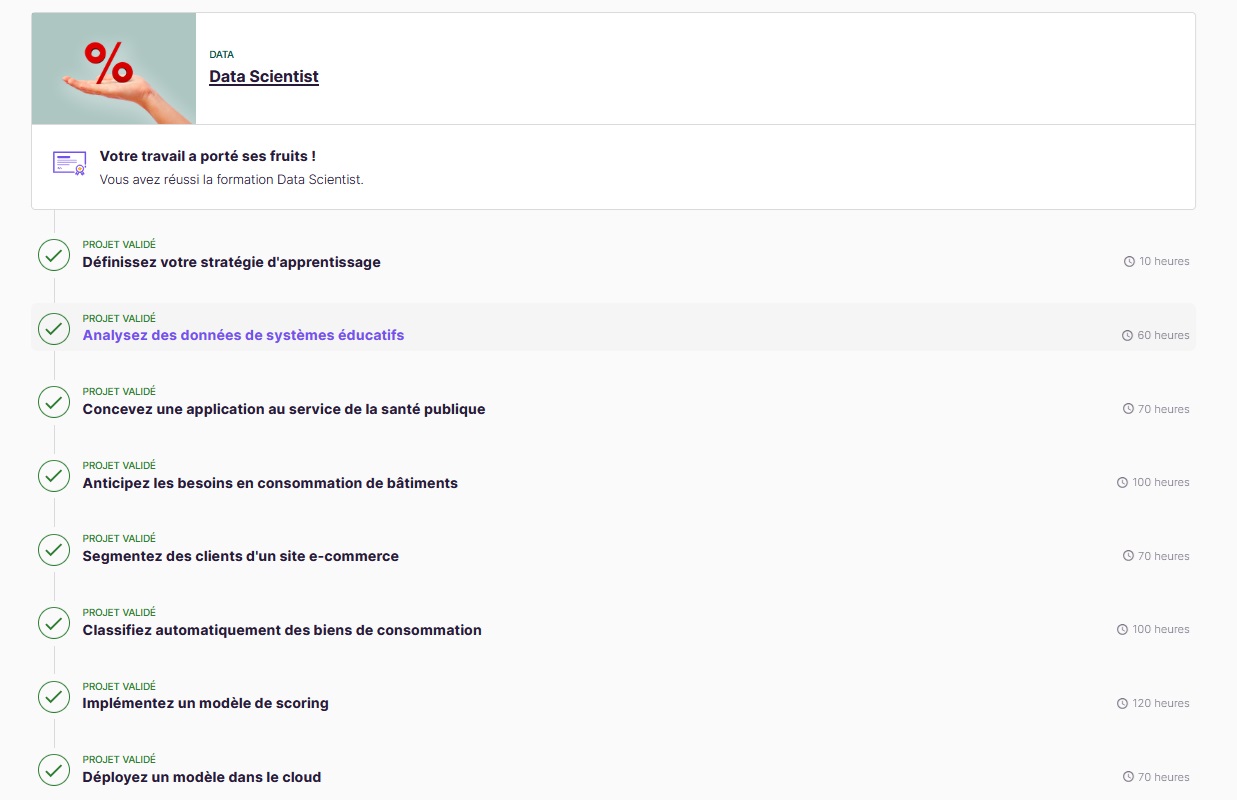 %
DATA
Data Scientist
Votre travail a porté ses fruits !
Vous avez réussi la formation Data Scientist.
PROJET VALIDÉ
Définissez votre stratégie d'apprentissage
10 heures
PROJET VALIDÉ
Analysez des données de systèmes éducatifs
60 heures
PROJET VALIDÉ
Concevez une application au service de la santé publique
70 heures
PROJET VALIDÉ
Anticipez les besoins en consommation de bâtiments
100 heures
PROJET VALIDÉ
Segmentez des clients d'un site e-commerce
70 heures
PROJET VALIDÉ
Classifiez automatiquement des biens de consommation
100 heures
PROJET VALIDÉ
Implémentez un modèle de scoring
120 heures
PROJET VALIDÉ
Déployez un modèle dans le cloud
70 heures